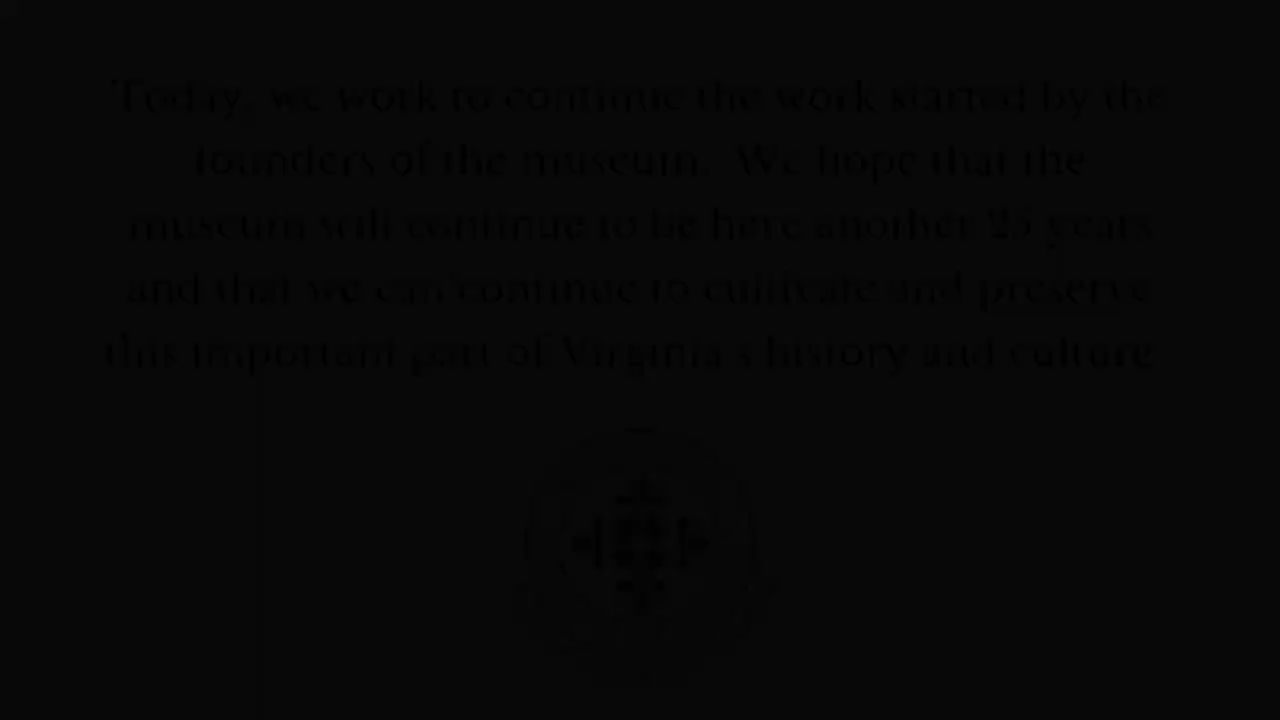 Today, we work to continue the work started by the
founders of the museum. We hope that the
museum will continue to be here another 25 years
and that we can continue to cultivate and preserve
this important part of Virginia's history and culture